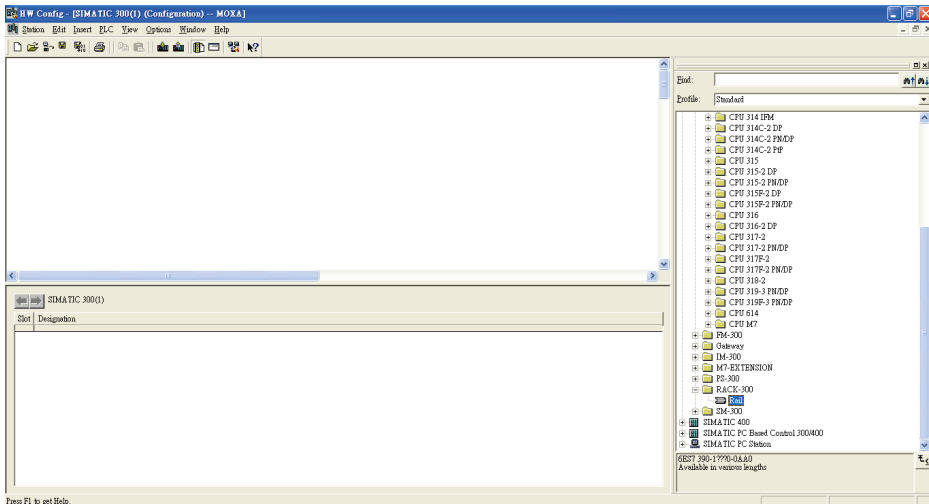 HW Config - [SIMATIC 300(1) (Configuration) -- MOXA]
Station Edit Insert PLC View Options Window Help
Find:
Profile: Standard
CPU 314 IFM
CPU 314C-2 DP
CPU 314C-2 PN/DP
CPU 314C-2 PtP
CPU 315
CPU 315-2 DP
CPU 315-2 PN/DP
CPU 315F-2 DP
CPU 315F-2 PN/DP
CPU 316
CPU 316-2 DP
CPU 317-2
CPU 317-2 PN/DP
CPU 317F-2
CPU 317F-2 PN/DP
CPU 318-2
CPU 319-3 PN/DP
CPU 319F-3 PN/DP
CPU 614
CPU M7
FM-300
Gateway
IM-300
M7-EXTENSION
PS-300
RACK-300
Rail
SM-300
SIMATIC 400
SIMATIC PC Based Control 300/400
SIMATIC PC Station
6ES7 390-1???0-0AA0
Available in various lengths
SIMATIC 300(1)
Slot Designation
Press F1 to get Help.